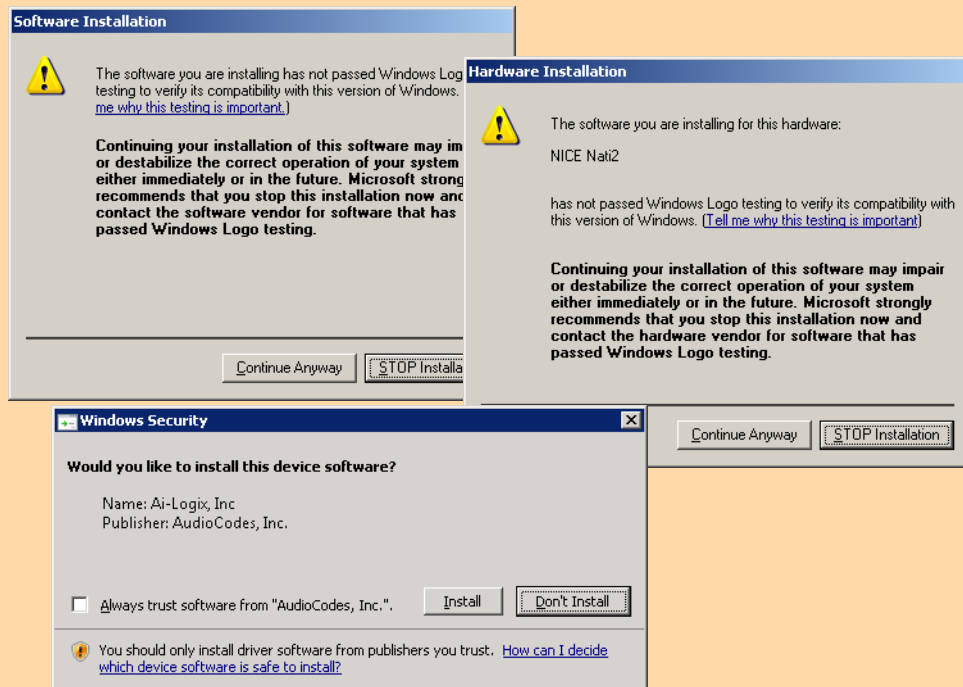 Software Installation
The software you are installing has not passed Windows Log
testing to verify its compatibility with this version of Windows.
me why this testing is important.)
Continuing your installation of this software may im
or destabilize the correct operation of your system
either immediately or in the future. Microsoft strong
recommends that you stop this installation now and
contact the software vendor for software that has
passed Windows Logo testing.
Continue Anyway
STOP Installa
Hardware Installation
The software you are installing for this hardware:
NICE Nati2
has not passed Windows Logo testing to verify its compatibility with
this version of Windows. (Tell me why this testing is important)
Continuing your installation of this software may impair
or destabilize the correct operation of your system
either immediately or in the future. Microsoft strongly
recommends that you stop this installation now and
contact the hardware vendor for software that has
passed Windows Logo testing.
Continue Anyway
STOP Installation
Windows Security
Would you like to install this device software?
Name: Ai-Logix, Inc
Publisher: AudioCodes, Inc.
Always trust software from "AudioCodes, Inc.".
Install
Don't Install
You should only install driver software from publishers you trust. How can I decide
which device software is safe to install?